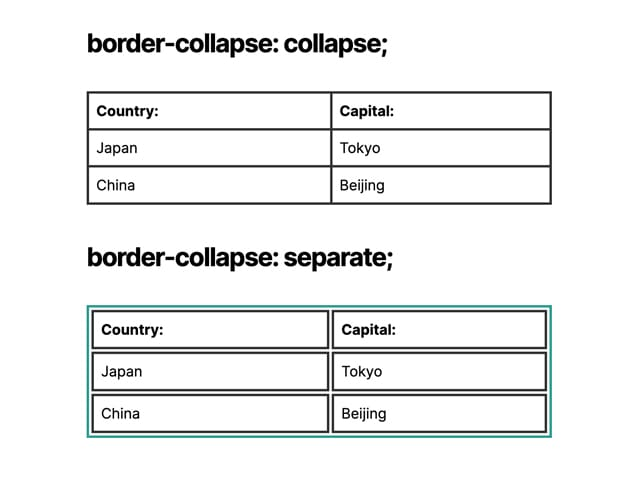 border-collapse: collapse;
Country: Capital:
Japan Tokyo
China Beijing
border-collapse: separate;
Country: Capital:
Japan Tokyo
China Beijing